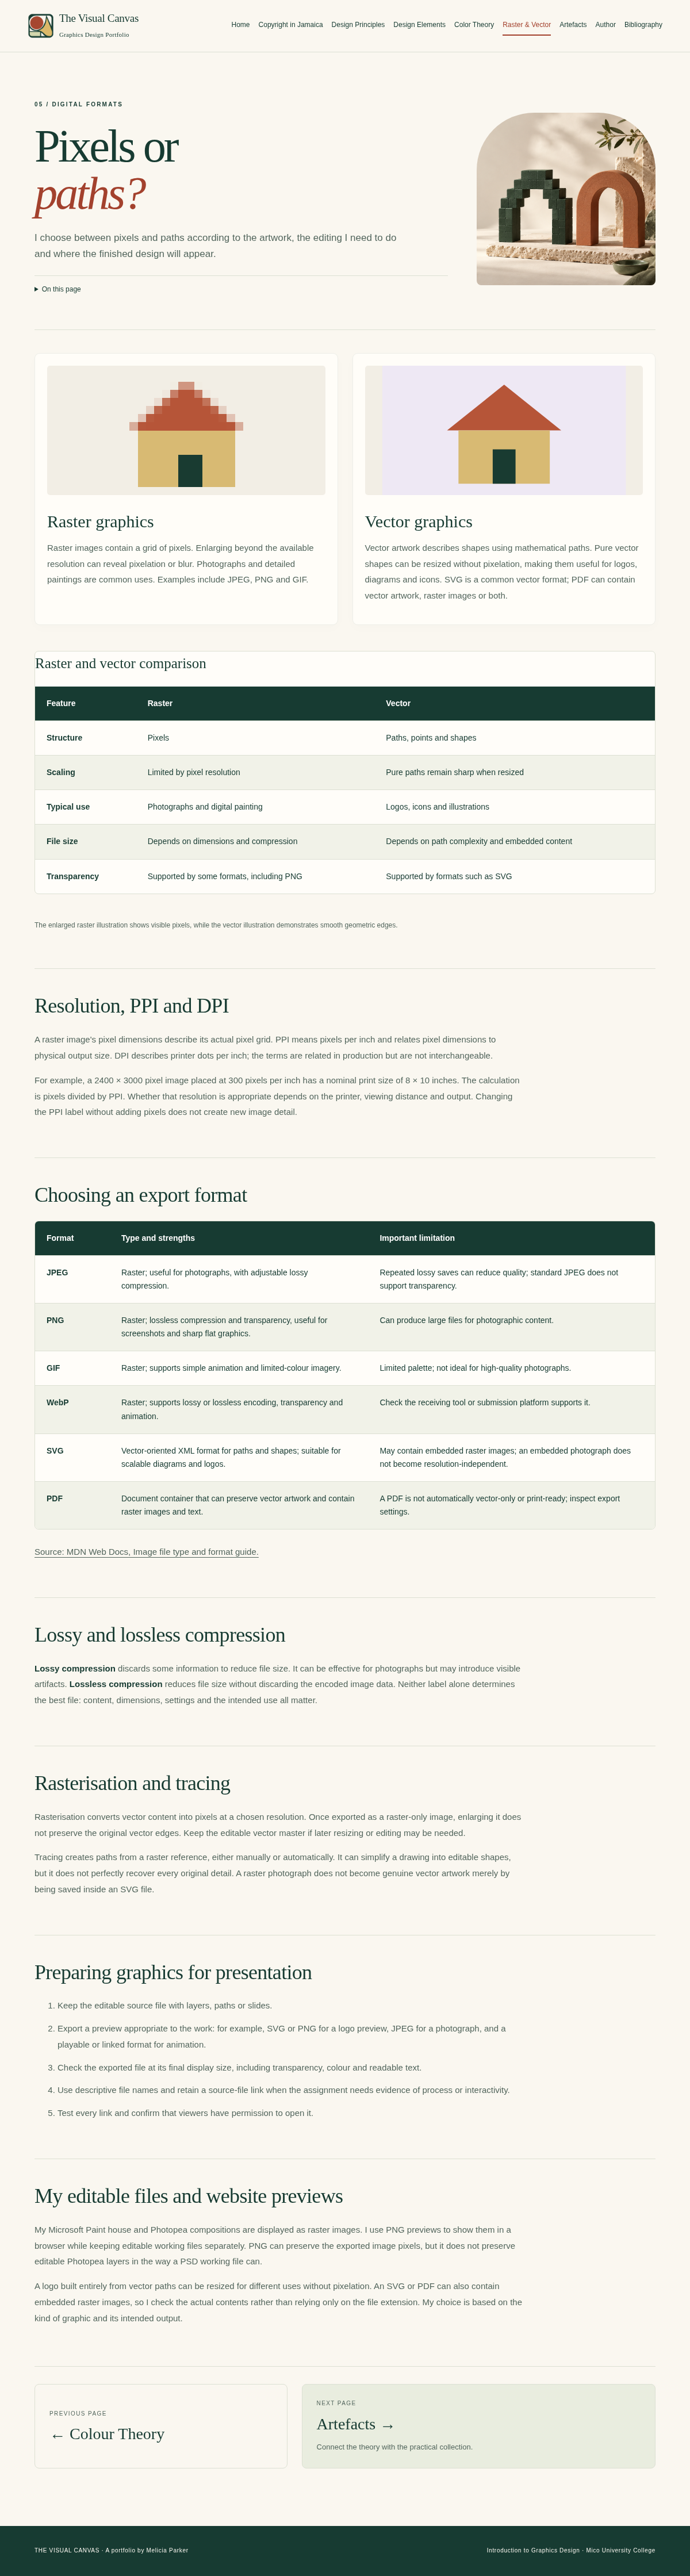 The Visual Canvas
Graphics Design Portfolio
Home Copyright in Jamaica Design Principles Design Elements Color Theory Raster & Vector Artefacts Author Bibliography
05 / DIGITAL FORMATS
Pixels or
paths?
I choose between pixels and paths according to the artwork, the editing I need to do
and where the finished design will appear.
▶ On this page
Raster graphics
Raster images contain a grid of pixels. Enlarging beyond the available
resolution can reveal pixelation or blur. Photographs and detailed
paintings are common uses. Examples include JPEG, PNG and GIF.
Vector graphics
Vector artwork describes shapes using mathematical paths. Pure vector
shapes can be resized without pixelation, making them useful for logos,
diagrams and icons. SVG is a common vector format; PDF can contain
vector artwork, raster images or both.
Raster and vector comparison
Feature Raster Vector
Structure Pixels Paths, points and shapes
Scaling Limited by pixel resolution Pure paths remain sharp when resized
Typical use Photographs and digital painting Logos, icons and illustrations
File size Depends on dimensions and compression Depends on path complexity and embedded content
Transparency Supported by some formats, including PNG Supported by formats such as SVG
The enlarged raster illustration shows visible pixels, while the vector illustration demonstrates smooth geometric edges.
Resolution, PPI and DPI
A raster image's pixel dimensions describe its actual pixel grid. PPI means pixels per inch and relates pixel dimensions to
physical output size. DPI describes printer dots per inch; the terms are related in production but are not interchangeable.
For example, a 2400 × 3000 pixel image placed at 300 pixels per inch has a nominal print size of 8 × 10 inches. The calculation
is pixels divided by PPI. Whether that resolution is appropriate depends on the printer, viewing distance and output. Changing
the PPI label without adding pixels does not create new image detail.
Choosing an export format
Format Type and strengths Important limitation
JPEG Raster; useful for photographs, with adjustable lossy compression. Repeated lossy saves can reduce quality; standard JPEG does not support transparency.
PNG Raster; lossless compression and transparency, useful for screenshots and sharp flat graphics. Can produce large files for photographic content.
GIF Raster; supports simple animation and limited-colour imagery. Limited palette; not ideal for high-quality photographs.
WebP Raster; supports lossy or lossless encoding, transparency and animation. Check the receiving tool or submission platform supports it.
SVG Vector-oriented XML format for paths and shapes; suitable for scalable diagrams and logos. May contain embedded raster images; an embedded photograph does not become resolution-independent.
PDF Document container that can preserve vector artwork and contain raster images and text. A PDF is not automatically vector-only or print-ready; inspect export settings.
Source: MDN Web Docs, Image file type and format guide.
Lossy and lossless compression
Lossy compression discards some information to reduce file size. It can be effective for photographs but may introduce visible
artifacts. Lossless compression reduces file size without discarding the encoded image data. Neither label alone determines
the best file: content, dimensions, settings and the intended use all matter.
Rasterisation and tracing
Rasterisation converts vector content into pixels at a chosen resolution. Once exported as a raster-only image, enlarging it does
not preserve the original vector edges. Keep the editable vector master if later resizing or editing may be needed.
Tracing creates paths from a raster reference, either manually or automatically. It can simplify a drawing into editable shapes,
but it does not perfectly recover every original detail. A raster photograph does not become genuine vector artwork merely by
being saved inside an SVG file.
Preparing graphics for presentation
1. Keep the editable source file with layers, paths or slides.
2. Export a preview appropriate to the work: for example, SVG or PNG for a logo preview, JPEG for a photograph, and a
playable or linked format for animation.
3. Check the exported file at its final display size, including transparency, colour and readable text.
4. Use descriptive file names and retain a source-file link when the assignment needs evidence of process or interactivity.
5. Test every link and confirm that viewers have permission to open it.
My editable files and website previews
My Microsoft Paint house and Photopea compositions are displayed as raster images. I use PNG previews to show them in a
browser while keeping editable working files separately. PNG can preserve the exported image pixels, but it does not preserve
editable Photopea layers in the way a PSD working file can.
A logo built entirely from vector paths can be resized for different uses without pixelation. An SVG or PDF can also contain
embedded raster images, so I check the actual contents rather than relying only on the file extension. My choice is based on the
kind of graphic and its intended output.
PREVIOUS PAGE
← Colour Theory
NEXT PAGE
Artefacts →
Connect the theory with the practical collection.
THE VISUAL CANVAS · A portfolio by Melicia Parker
Introduction to Graphics Design · Mico University College